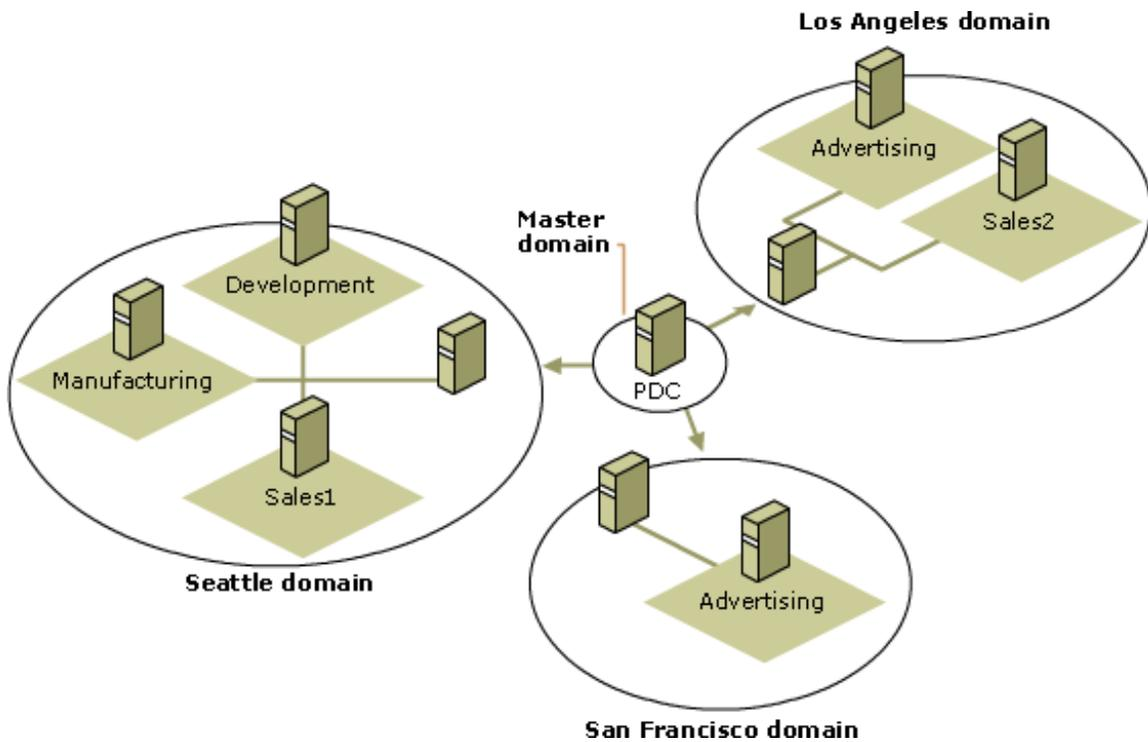 Los Angeles domain
Advertising
Sales2
Master
domain
Development
Manufacturing
PDC
Sales1
Seattle domain
Advertising
San Francisco domain